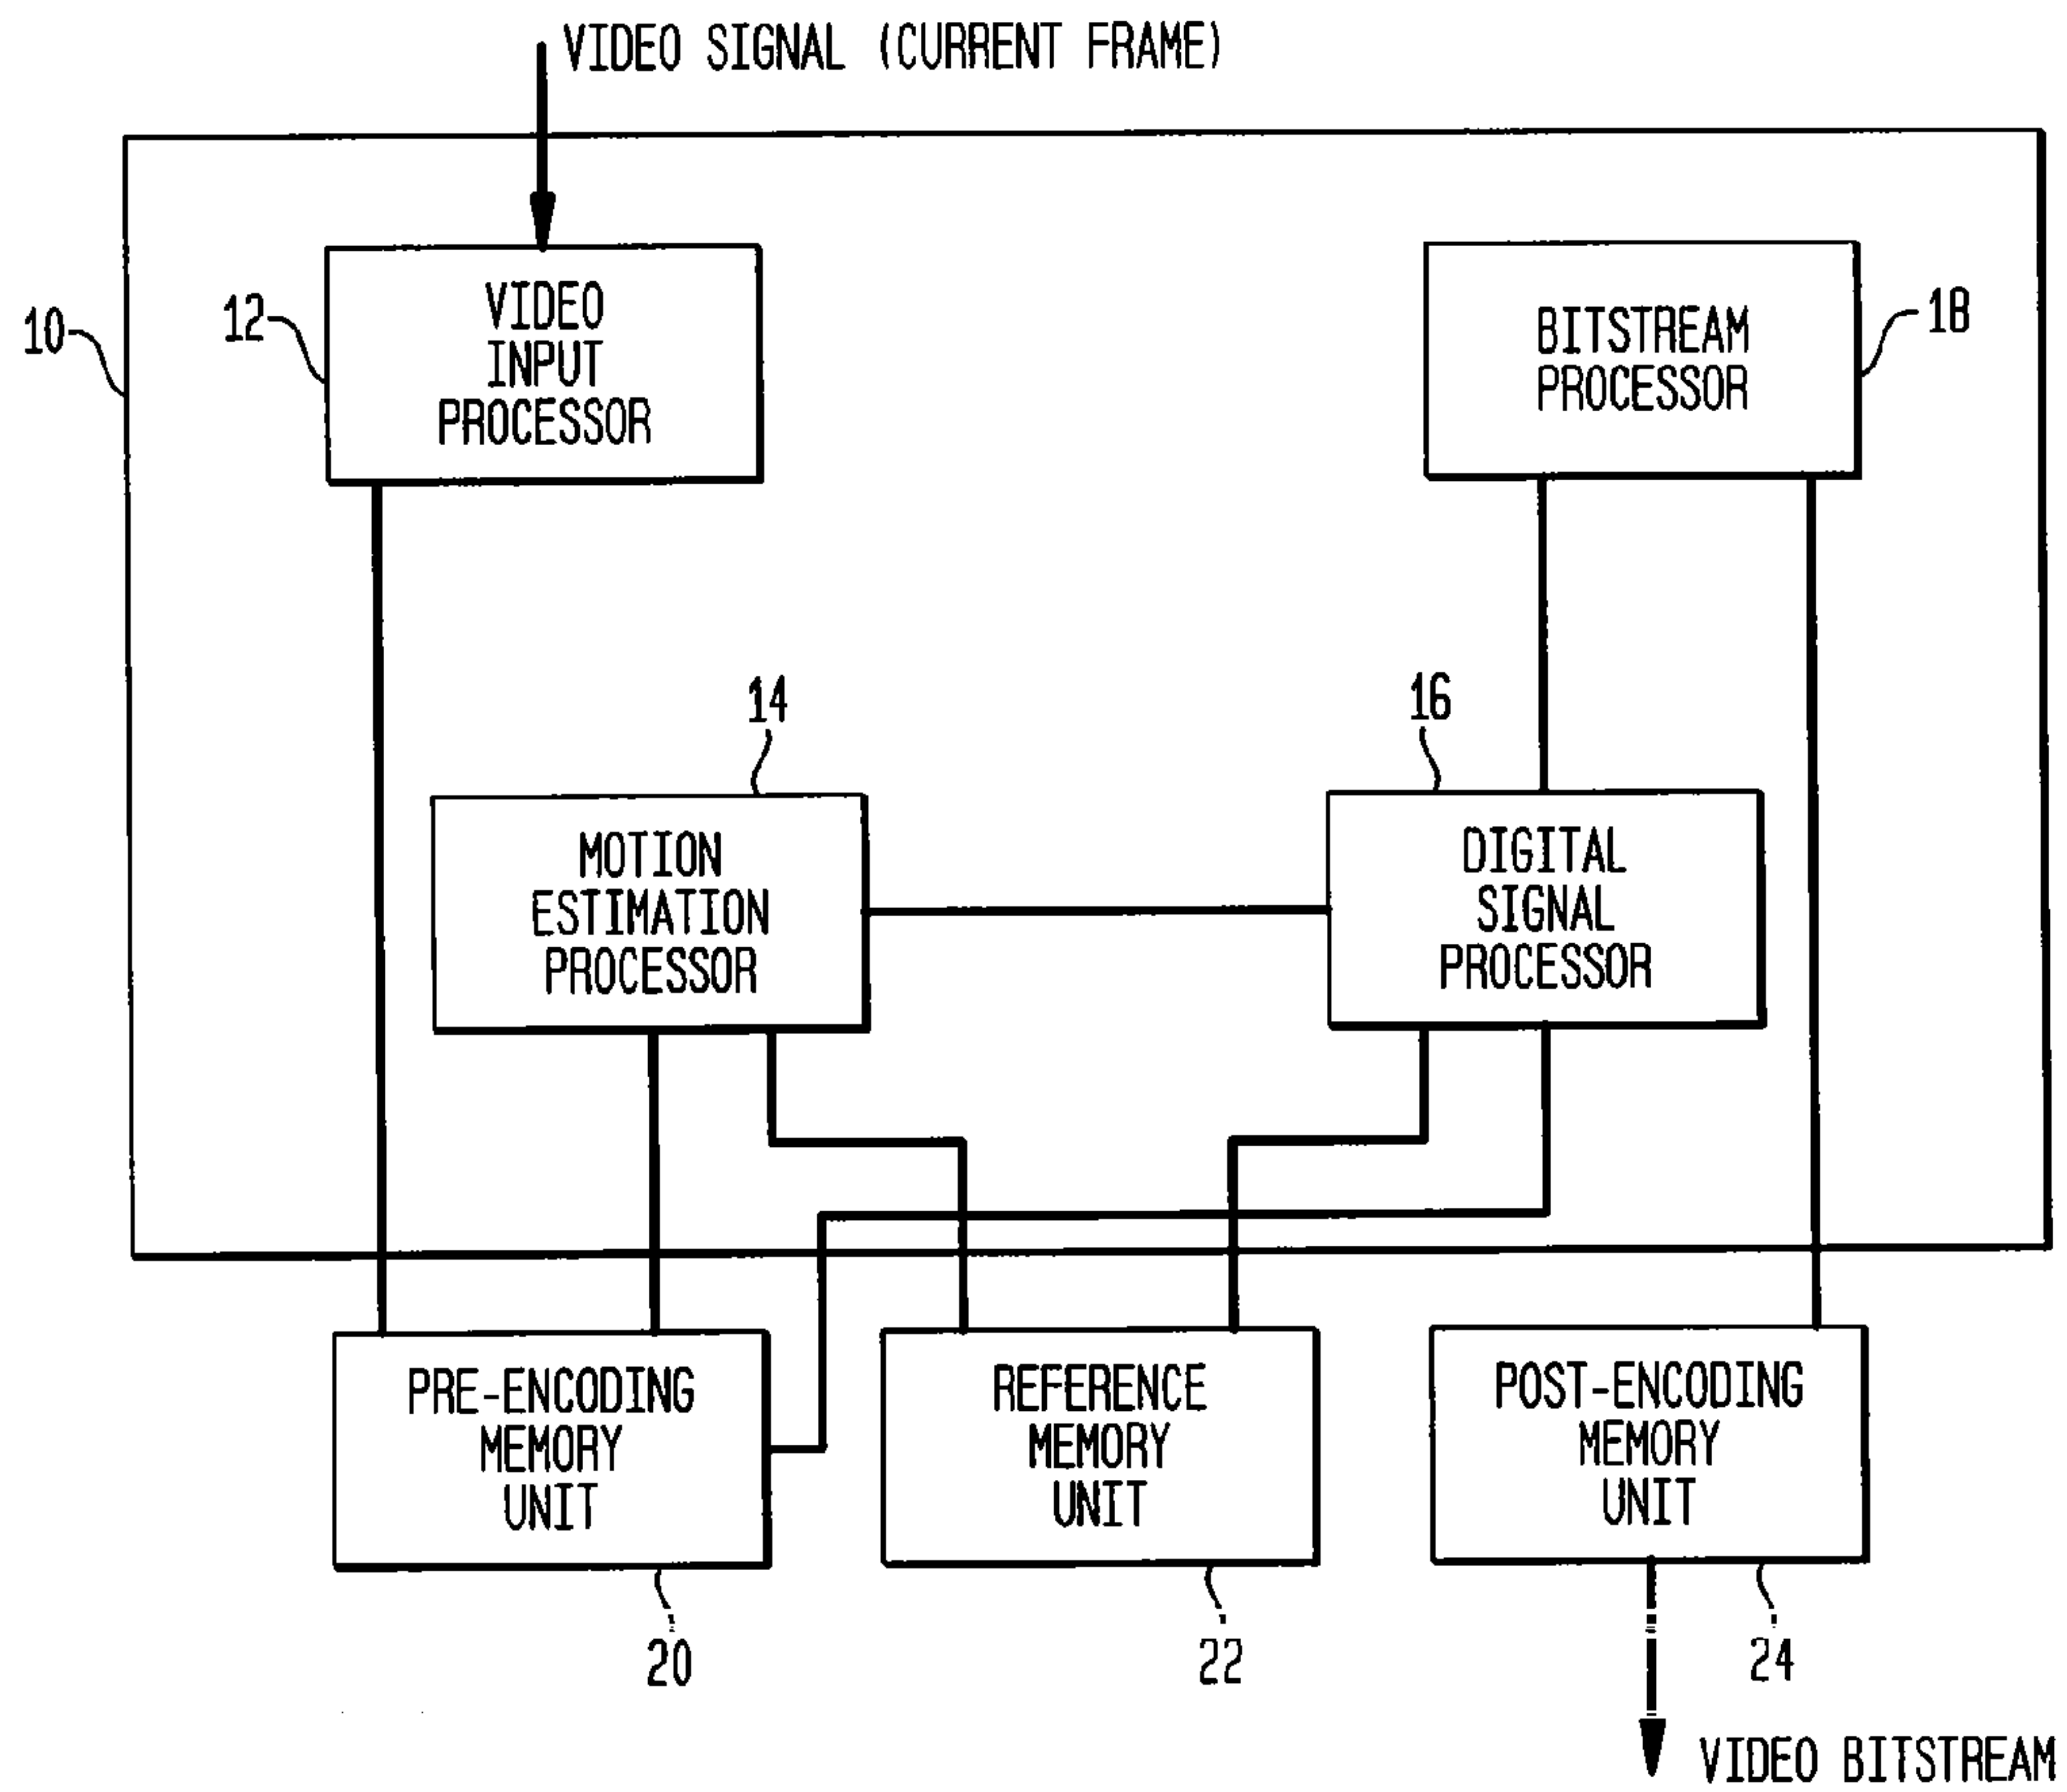 VIDEO SIGNAL (CURRENT FRAME)
10
12
VIDEO
INPUT
PROCESSOR
BITSTREAM
PROCESSOR
18
14
MOTION
ESTIMATION
PROCESSOR
16
DIGITAL
SIGNAL
PROCESSOR
PRE-ENCODING
MEMORY
UNIT
20
REFERENCE
MEMORY
UNIT
22
POST-ENCODING
MEMORY
UNIT
24
VIDEO BITSTREAM